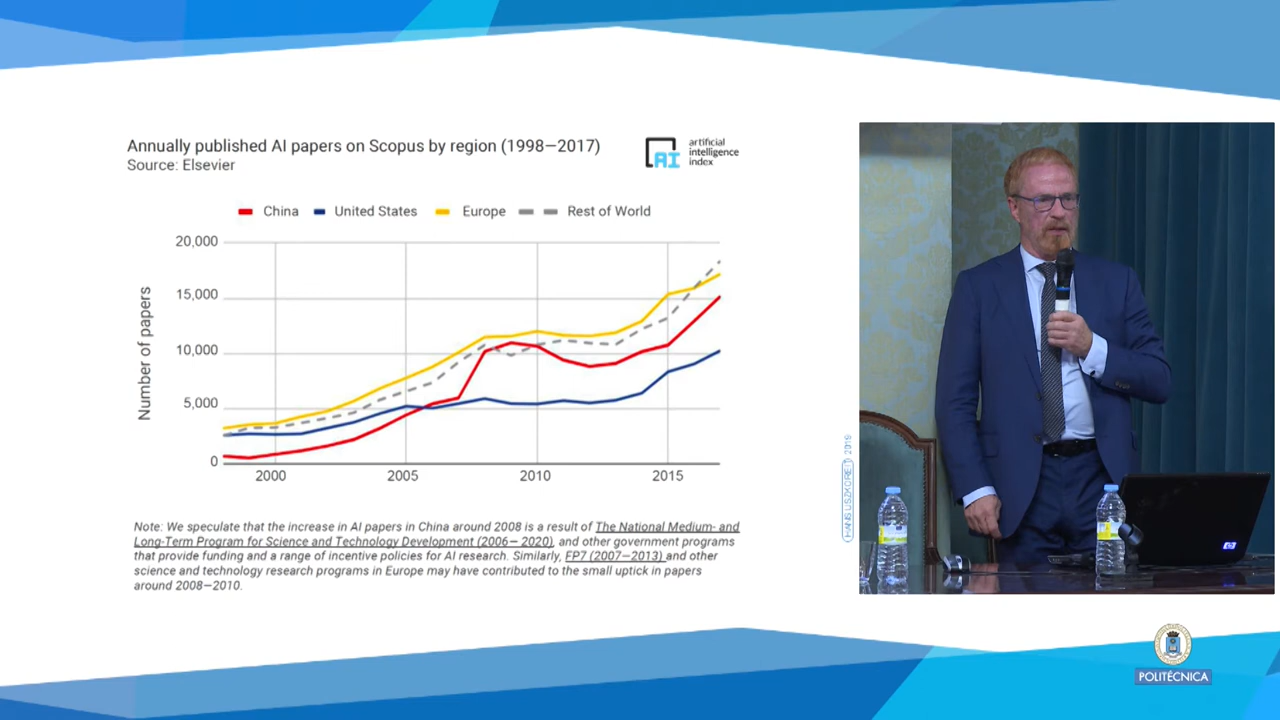 Annually published AI papers on Scopus by region (1998–2017)
Source: Elsevier
AI
artificial
intelligence
index
China United States Europe Rest of World
Number of papers
20,000
15,000
10,000
5,000
0
2000 2005 2010 2015
Note: We speculate that the increase in AI papers in China around 2008 is a result of The National Medium- and
Long-Term Program for Science and Technology Development (2006– 2020), and other government programs
that provide funding and a range of incentive policies for AI research. Similarly, FP7 (2007–2013) and other
science and technology research programs in Europe may have contributed to the small uptick in papers
around 2008–2010.
HANS USZKOREIT 2019
hp
POLITÉCNICA